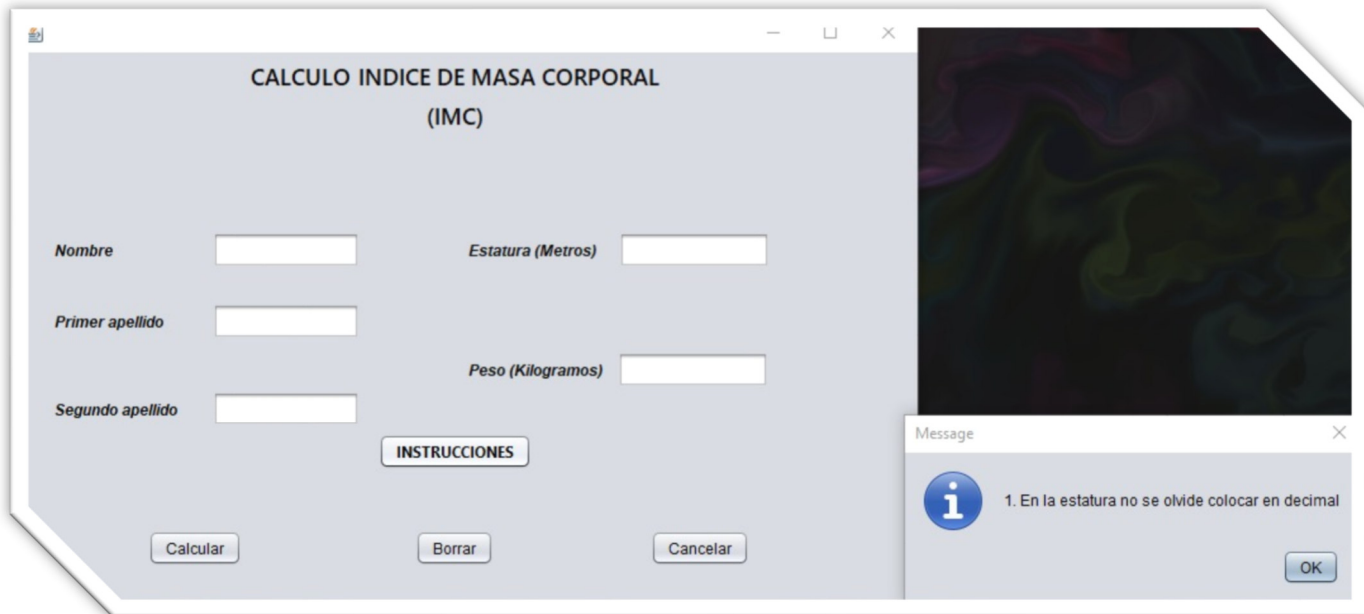 CALCULO INDICE DE MASA CORPORAL
(IMC)
Nombre
Estatura (Metros)
Primer apellido
Peso (Kilogramos)
Segundo apellido
INSTRUCCIONES
Calcular
Borrar
Cancelar
Message
1. En la estatura no se olvide colocar en decimal
OK